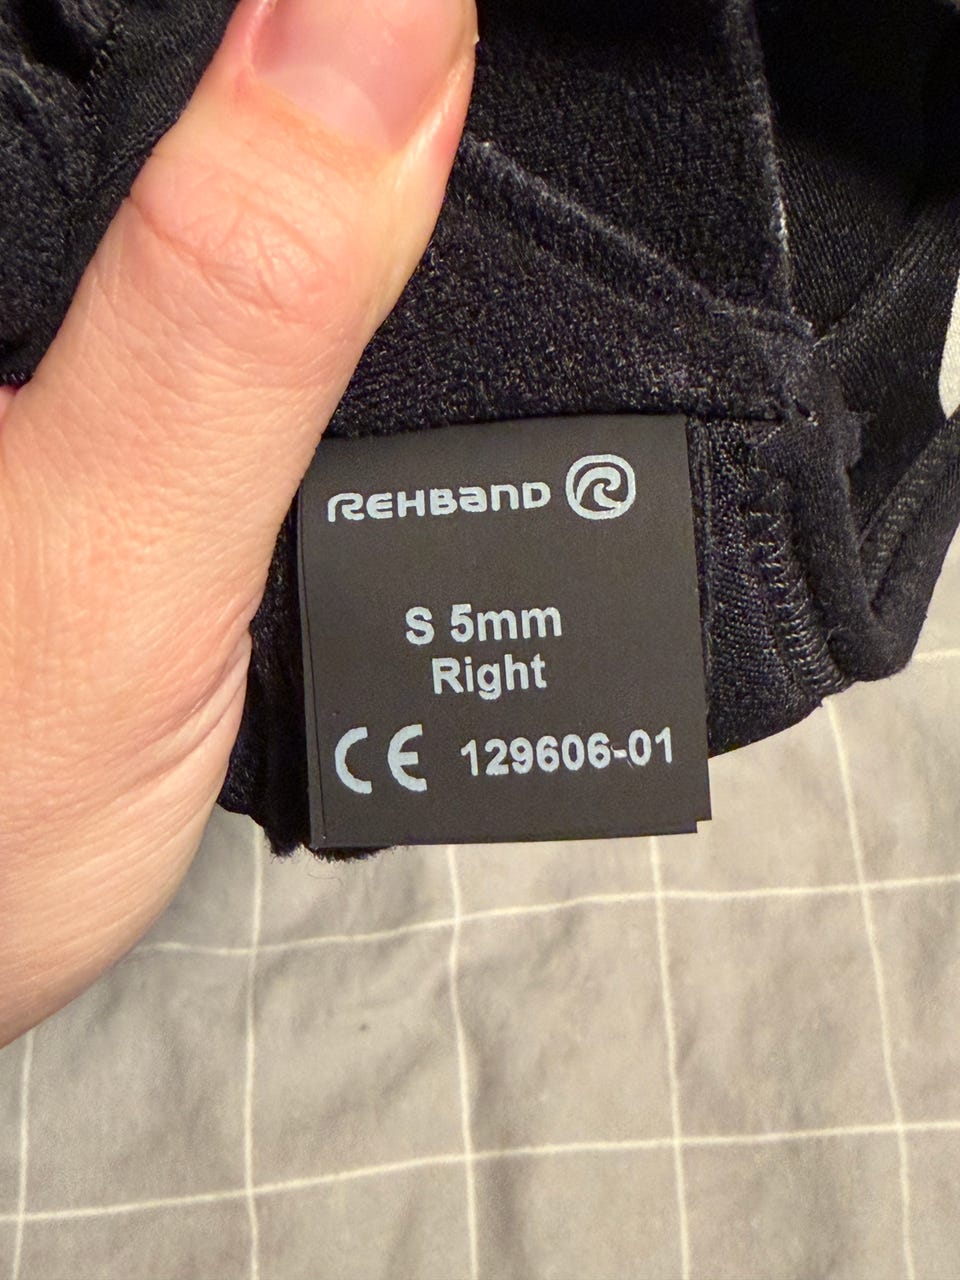 REHBAND
S 5mm
Right
CE 129606-01